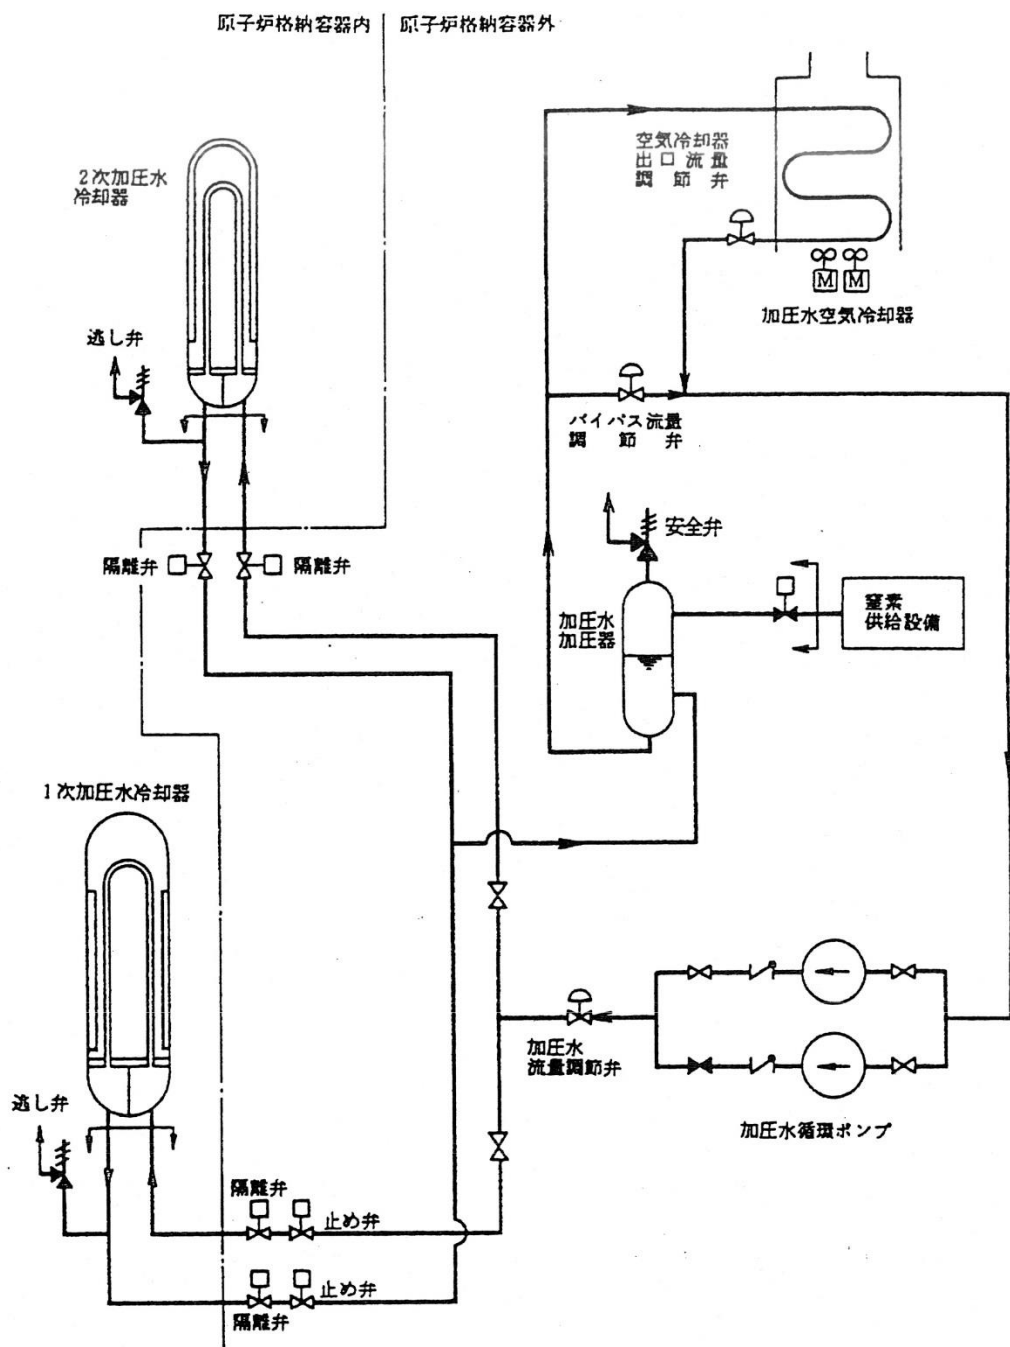 原子炉格納容器内
原子炉格納容器外
2次加圧水
冷却器
空気冷却器
出口流量
調節弁
M
M
加圧水空気冷却器
逃し弁
バイパス流量
調節弁
安全弁
隔離弁
隔離弁
加圧水
加圧器
窒素
供給設備
1次加圧水冷却器
加圧水
流量調節弁
逃し弁
加圧水循環ポンプ
隔離弁
止め弁
止め弁
隔離弁